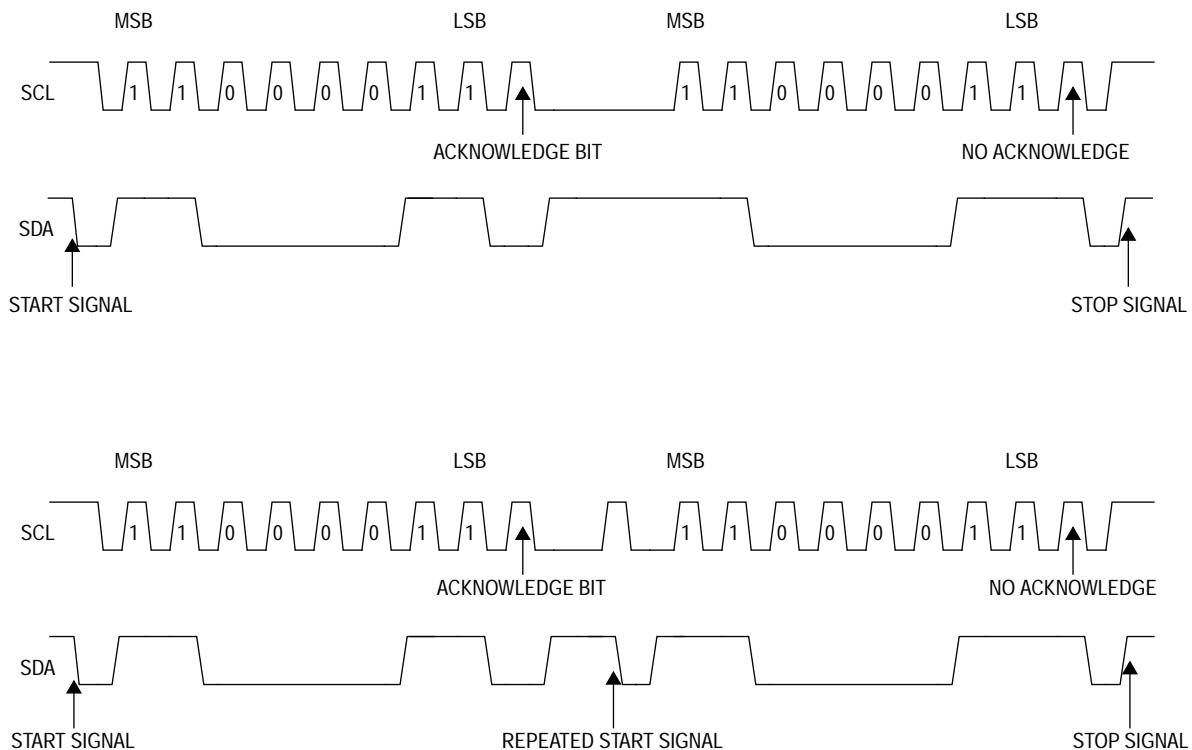 MSB LSB MSB LSB
SCL 1 1 0 0 0 0 1 1 1 1 0 0 0 0 1 1
ACKNOWLEDGE BIT NO ACKNOWLEDGE
SDA
START SIGNAL STOP SIGNAL
MSB LSB MSB LSB
SCL 1 1 0 0 0 0 1 1 1 1 0 0 0 0 1 1
ACKNOWLEDGE BIT NO ACKNOWLEDGE
SDA
START SIGNAL REPEATED START SIGNAL STOP SIGNAL